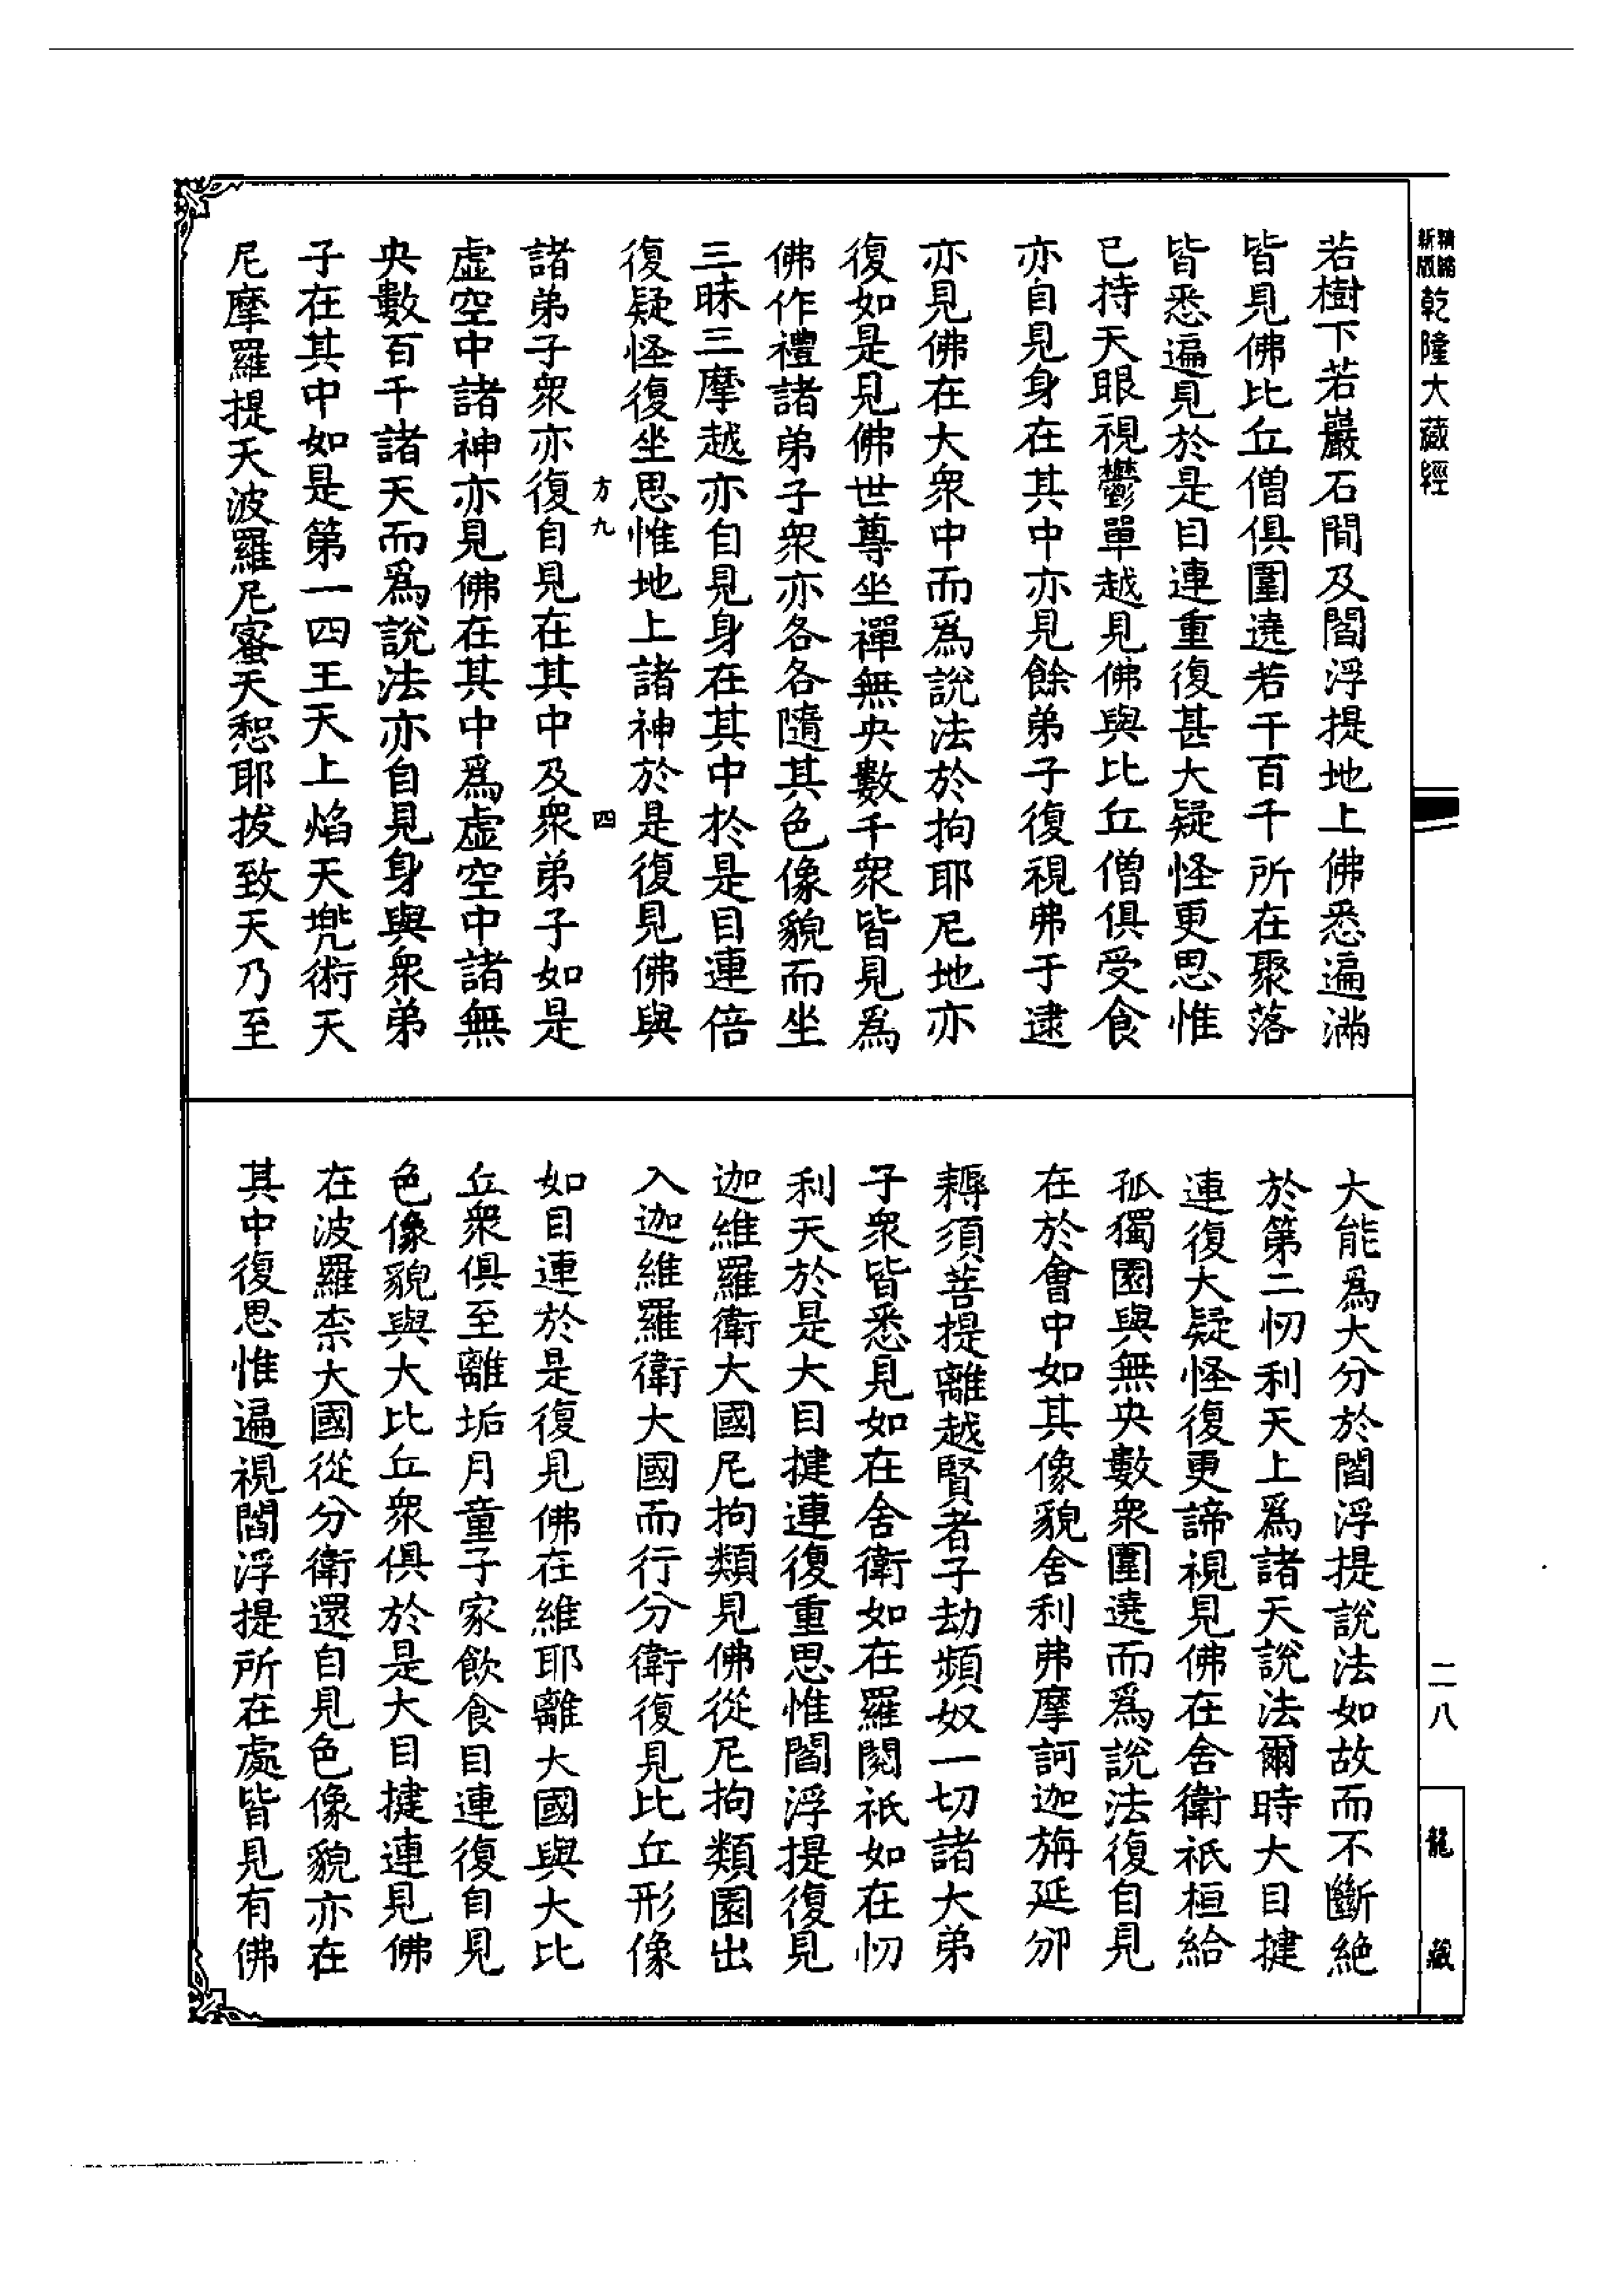 精縮新版乾隆大藏經
若樹下若巖石間及閻浮提地上佛悉遍滿
皆見佛比丘僧俱圍遶若干百千所在聚落
皆悉遍見於是目連重復甚大疑怪更思惟
已持天眼視鬱單越見佛與比丘僧俱受食
亦自見身在其中亦見餘弟子復視弗于逮
亦見佛在大衆中而爲說法於拘耶尼地亦
復如是見佛世尊坐禪無央數千衆皆見爲
佛作禮諸弟子衆亦各各隨其色像貌而坐
三昧三摩越亦自見身在其中於是目連倍
復疑怪復坐思惟地上諸神於是復見佛與
方九 四
諸弟子衆亦復自見在其中及衆弟子如是
虛空中諸神亦見佛在其中爲虛空中諸無
央數百千諸天而爲說法亦自見身與衆弟
子在其中如是第一四王天上焰天兜術天
尼摩羅提天波羅尼蜜天惒耶拔致天乃至
大能爲大分於閻浮提說法如故而不斷絶
於第二忉利天上爲諸天說法爾時大目揵
連復大疑怪復更諦視見佛在舍衛祇桓給
孤獨園與無央數衆圍遶而爲說法復自見
在於會中如其像貌舍利弗摩訶迦旃延邠
耨須菩提離越賢者子劫頻奴一切諸大弟
子衆皆悉見如在舍衛如在羅閱祇如在忉
利天於是大目揵連復重思惟閻浮提復見
迦維羅衛大國尼拘類見佛從尼拘類園出
入迦維羅衛大國而行分衛復見比丘形像
如目連於是復見佛在維耶離大國與大比
丘衆俱至離垢月童子家飲食目連復自見
色像貌與大比丘衆俱於是大目揵連見佛
在波羅柰大國從分衛還自見色像貌亦在
其中復思惟遍視閻浮提所在處皆見有佛
二八
龍藏